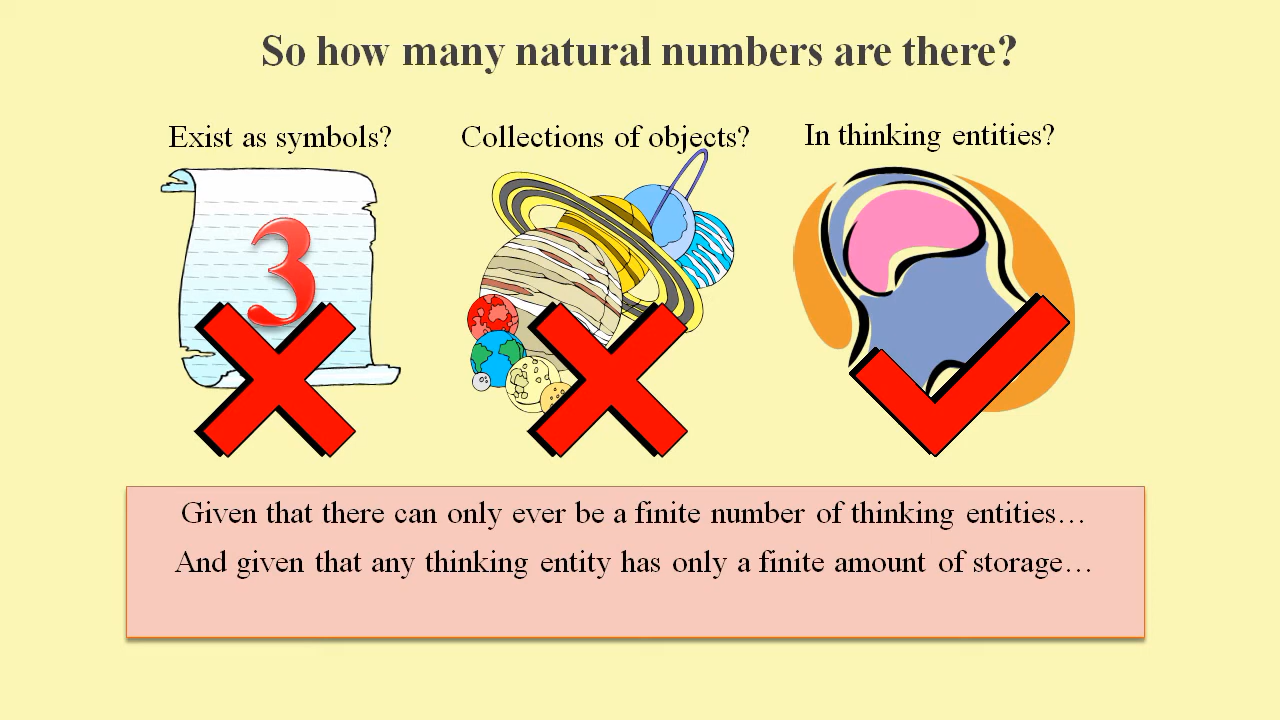 So how many natural numbers are there?
Exist as symbols?
Collections of objects?
In thinking entities?
3
Given that there can only ever be a finite number of thinking entities…
And given that any thinking entity has only a finite amount of storage…